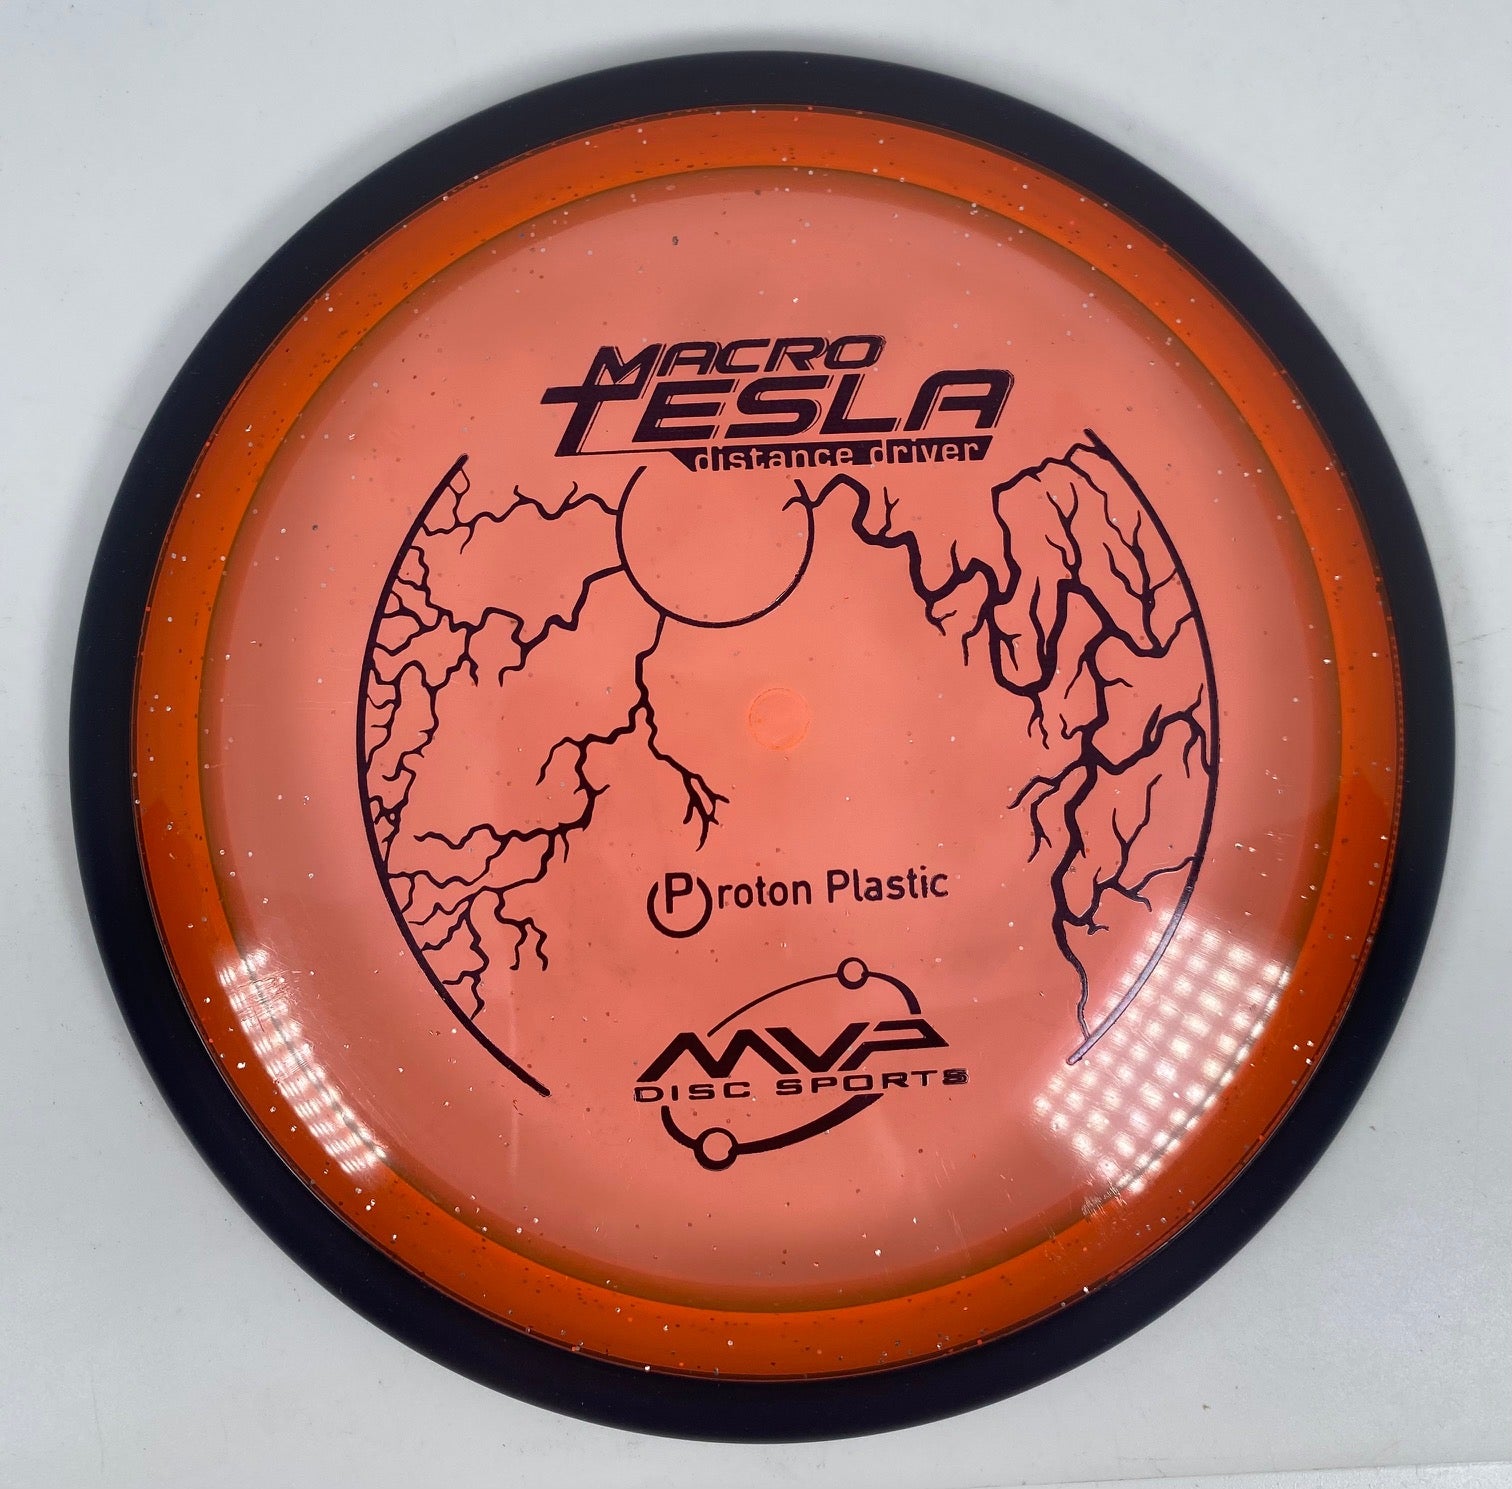 MACRO
TESLA
distance driver
Proton Plastic
MVP
DISC SPORTS